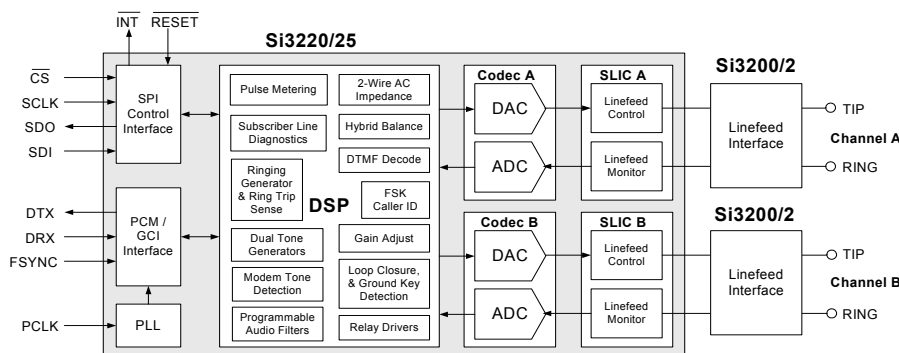 INT
RESET
Si3220/25
CS
SCLK
SDO
SDI
SPI
Control
Interface
DTX
DRX
FSYNC
PCM /
GCI
Interface
PCLK
PLL
DSP
Pulse Metering
Subscriber Line
Diagnostics
Ringing
Generator
& Ring Trip
Sense
Dual Tone
Generators
Modem Tone
Detection
Programmable
Audio Filters
2-Wire AC
Impedance
Hybrid Balance
DTMF Decode
FSK
Caller ID
Gain Adjust
Loop Closure,
& Ground Key
Detection
Relay Drivers
Codec A
DAC
ADC
SLIC A
Linefeed
Control
Linefeed
Monitor
Si3200/2
Linefeed
Interface
TIP
Channel A
RING
Codec B
DAC
ADC
SLIC B
Linefeed
Control
Linefeed
Monitor
Si3200/2
Linefeed
Interface
TIP
Channel B
RING